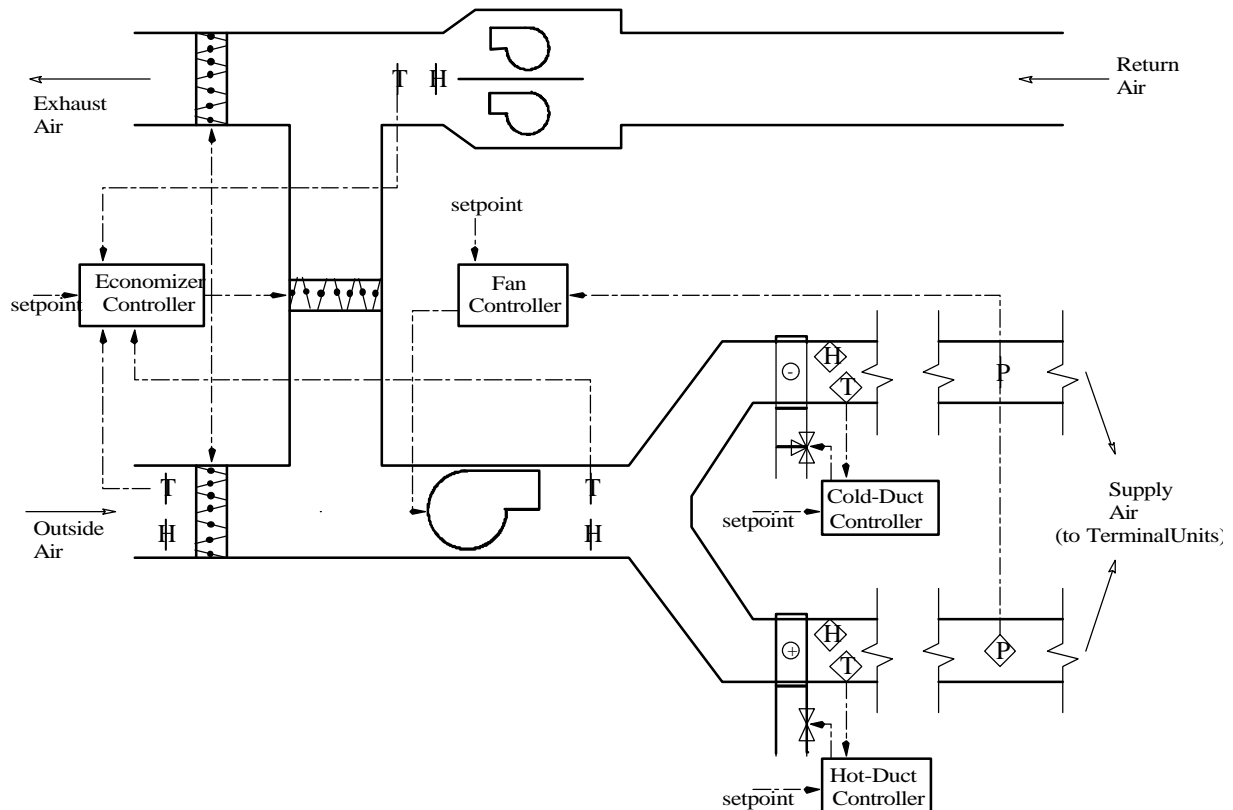 Exhaust
Air
T H
Return
Air
setpoint
Economizer
Controller
setpoint
Fan
Controller
-
H
T
P
T
H
Outside
Air
T
H
setpoint
Cold-Duct
Controller
Supply
Air
(to TerminalUnits)
+
H
T
P
setpoint
Hot-Duct
Controller